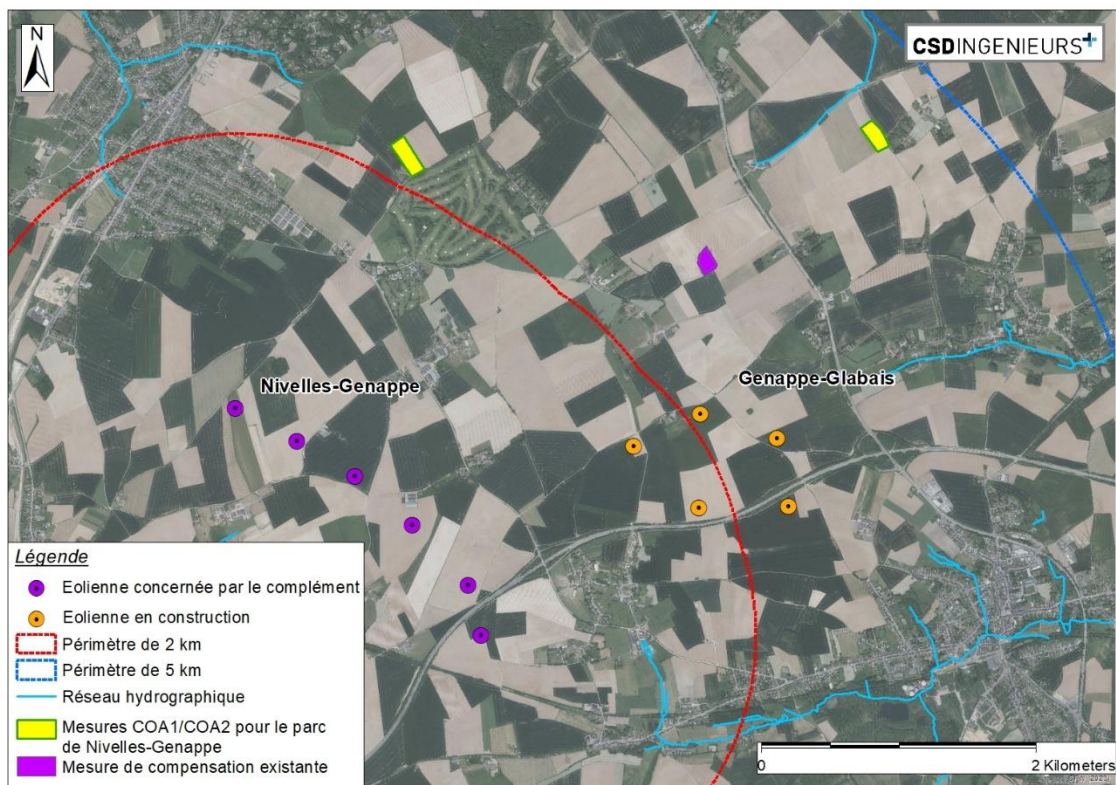 N
CSDINGENIEURS+
Nivelles-Genappe
Genappe-Glabais
Légende
Eolienne concernée par le complément
Eolienne en construction
Périmètre de 2 km
Périmètre de 5 km
Réseau hydrographique
Mesures COA1/COA2 pour le parc
de Nivelles-Genappe
Mesure de compensation existante
0
2 Kilometers